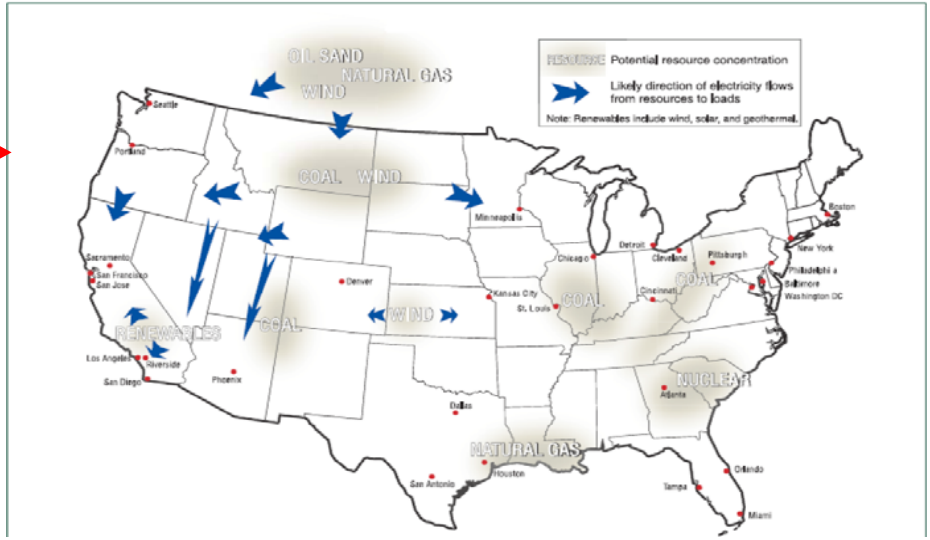 OIL SAND
NATURAL GAS
WIND
RESOURCE Potential resource concentration
Likely direction of electricity flows
from resources to loads
Note: Renewables include wind, solar, and geothermal.
Seattle
Portland
COAL WIND
Minneapolis
Boston
Detroit
New York
Sacramento
San Francisco
San Jose
Chicago
Cleveland
Pittsburgh
Philadelphi a
Baltimore
Washington DC
Denver
Kansas City
St. Louis
Cincinnati
COAL
COAL
WIND
COAL
RENEWABLES
Los Angeles
Riverside
San Diego
Phoenix
NUCLEAR
Atlanta
Dallas
NATURAL GAS
Houston
San Antonio
Orlando
Tampa
Miami